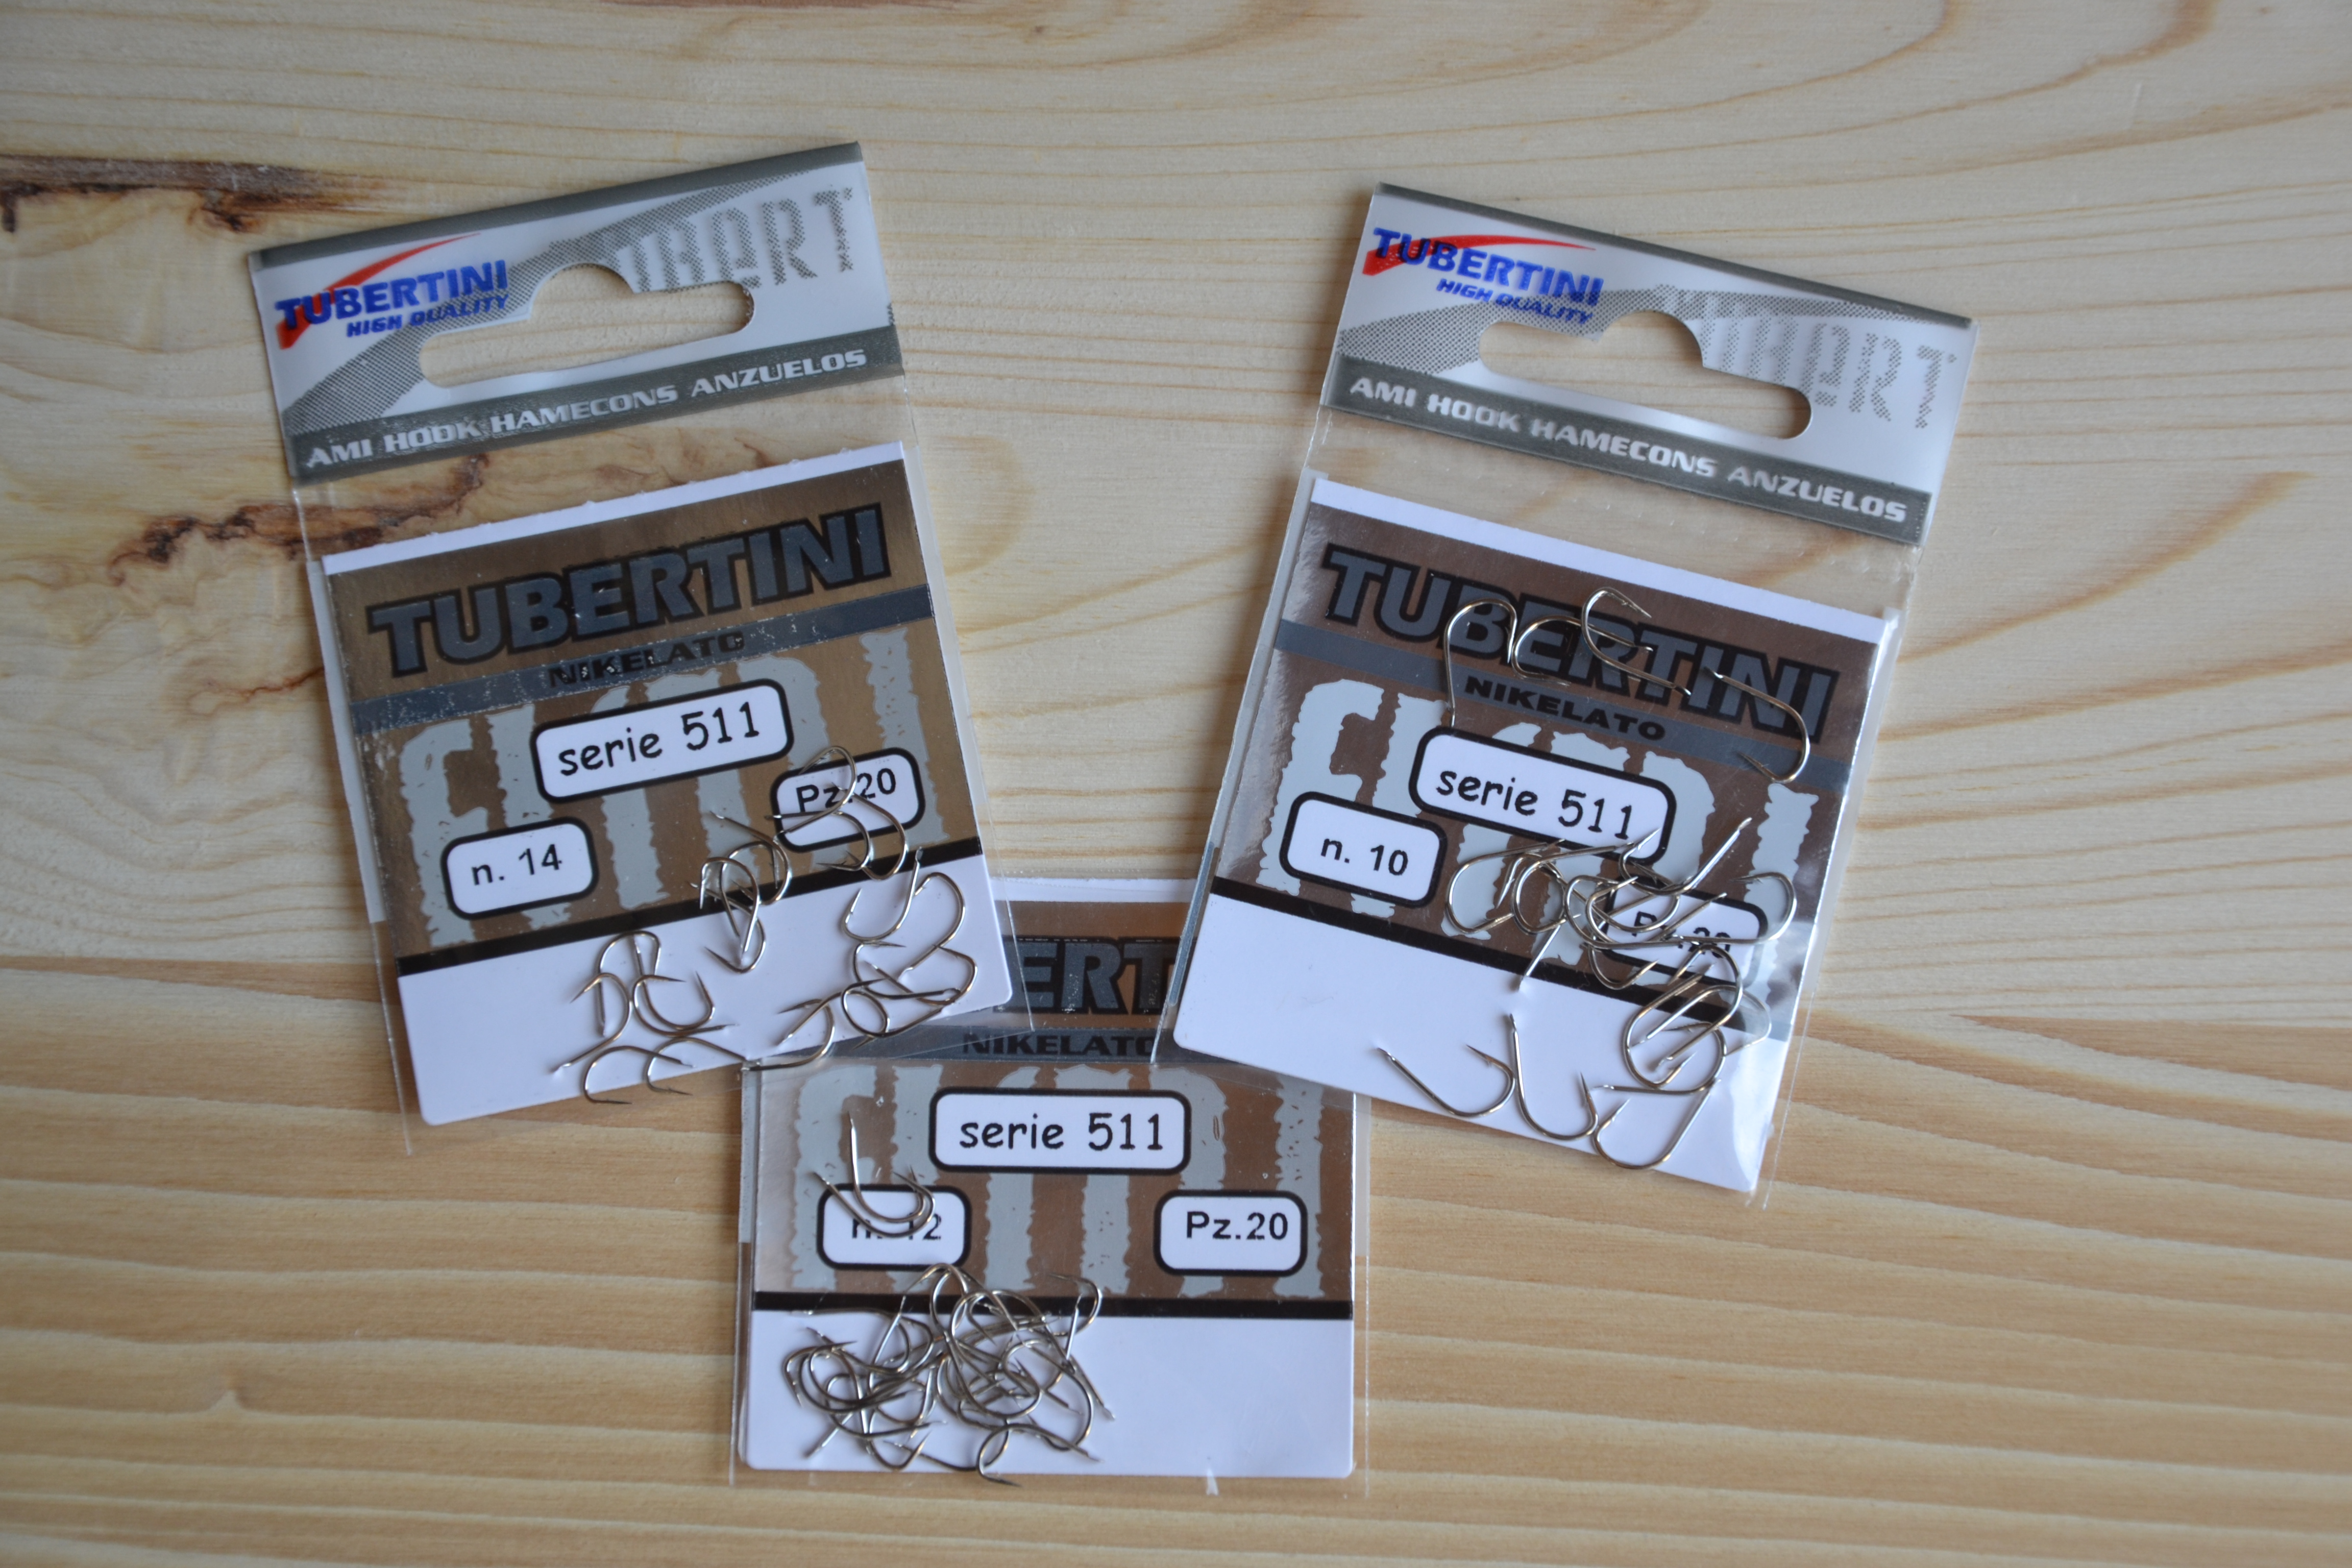 TUBERTINI
HIGH QUALITY
AMI HOOK HAMECONS ANZUELOS
TUBERTINI
NIKELATO
serie 511
Pz.20
n. 14
TUBERTINI
HIGH QUALITY
AMI HOOK HAMECONS ANZUELOS
TUBERTINI
NIKELATO
serie 511
n. 10
NIKELATO
serie 511
n. 12
Pz.20